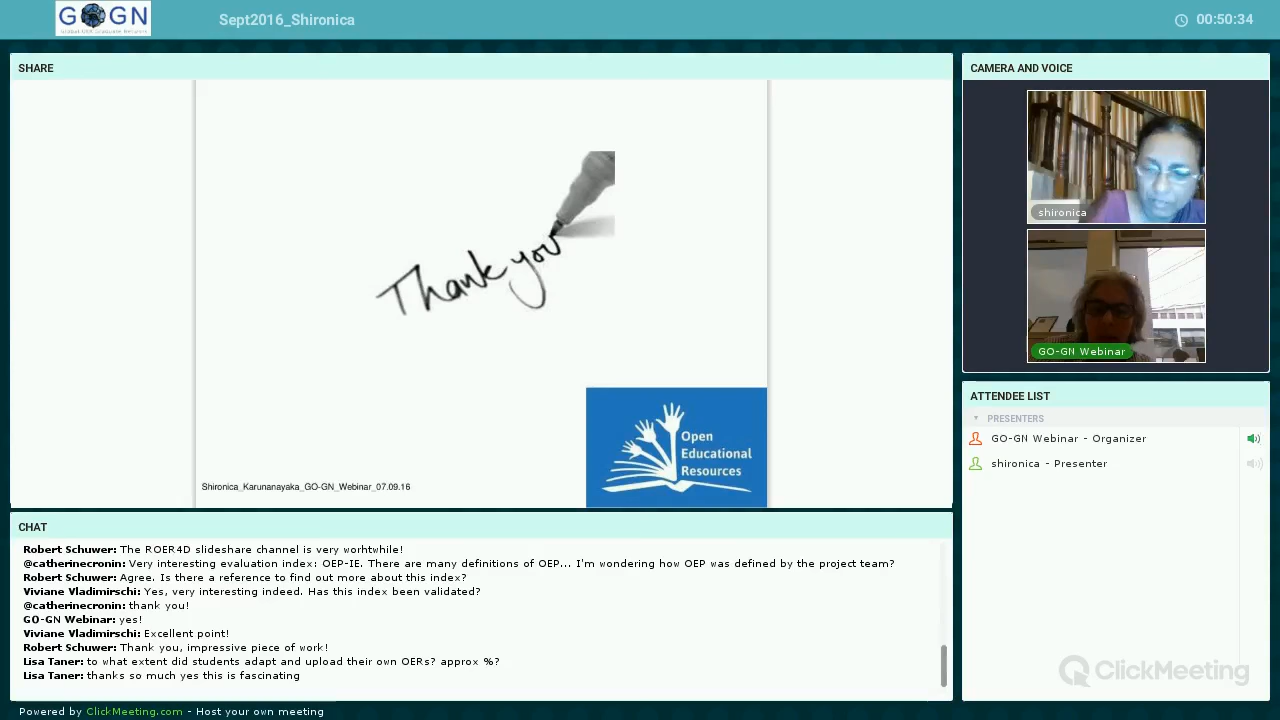 GOGN
Global OER Graduate Network
Sept2016_Shironica
00:50:34
SHARE
Thank you
Open
Educational
Resources
Shironica_Karunanayaka_GO-GN_Webinar_07.09.16
CAMERA AND VOICE
shironica
GO-GN Webinar
ATTENDEE LIST
PRESENTERS
GO-GN Webinar - Organizer
shironica - Presenter
ClickMeeting
CHAT
Robert Schuwer: The ROER4D slideshare channel is very worhtwhile!
@catherinecronin: Very interesting evaluation index: OEP-IE. There are many definitions of OEP... I'm wondering how OEP was defined by the project team?
Robert Schuwer: Agree. Is there a reference to find out more about this index?
Viviane Vladimirschi: Yes, very interesting indeed. Has this index been validated?
@catherinecronin: thank you!
GO-GN Webinar: yes!
Viviane Vladimirschi: Excellent point!
Robert Schuwer: Thank you, impressive piece of work!
Lisa Taner: to what extent did students adapt and upload their own OERs? approx %?
Lisa Taner: thanks so much yes this is fascinating
Powered by ClickMeeting.com - Host your own meeting